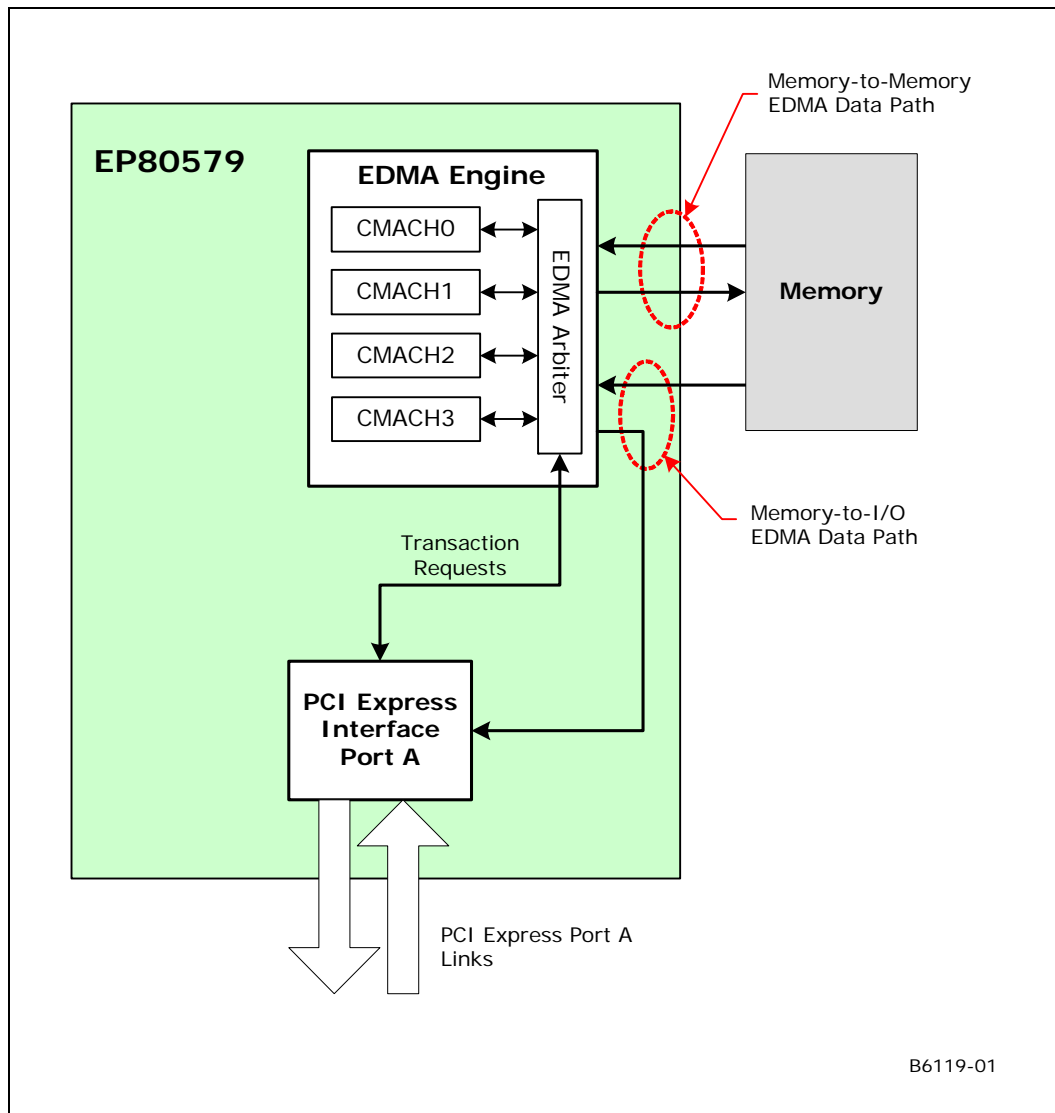 Memory-to-Memory
EDMA Data Path
EP80579
EDMA Engine
CMACH0
CMACH1
CMACH2
CMACH3
EDMA Arbiter
Memory
Memory-to-I/O
EDMA Data Path
Transaction
Requests
PCI Express
Interface
Port A
PCI Express Port A
Links
B6119-01